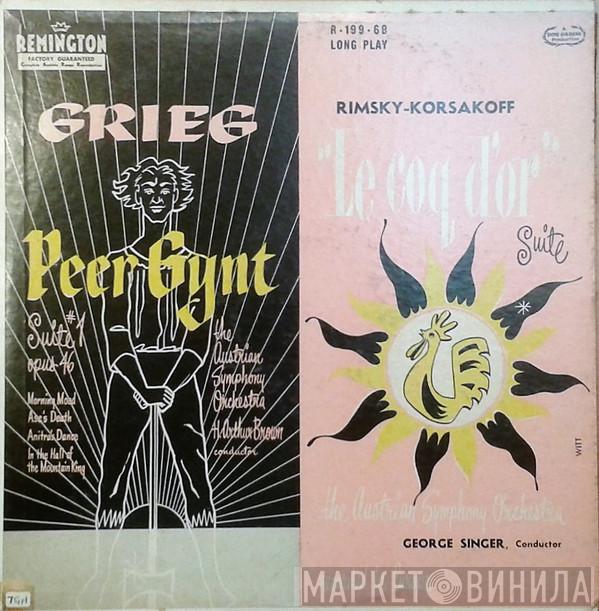 REMINGTON
FACTORY GUARANTEED
GRIEG
Peer Gynt
Suite #1
opus 46
Morning Mood
Ase's Death
Anitra's Dance
In the Hall of
the Mountain King
the
Austrian
Symphony
Orchestra
H. Arthur Brown
conductor
R-199-68
LONG PLAY
RIMSKY-KORSAKOFF
"Le coq d'or"
Suite
WITT
the Austrian Symphony Orchestra
GEORGE SINGER, Conductor
МАРКЕТ ВИНИЛА